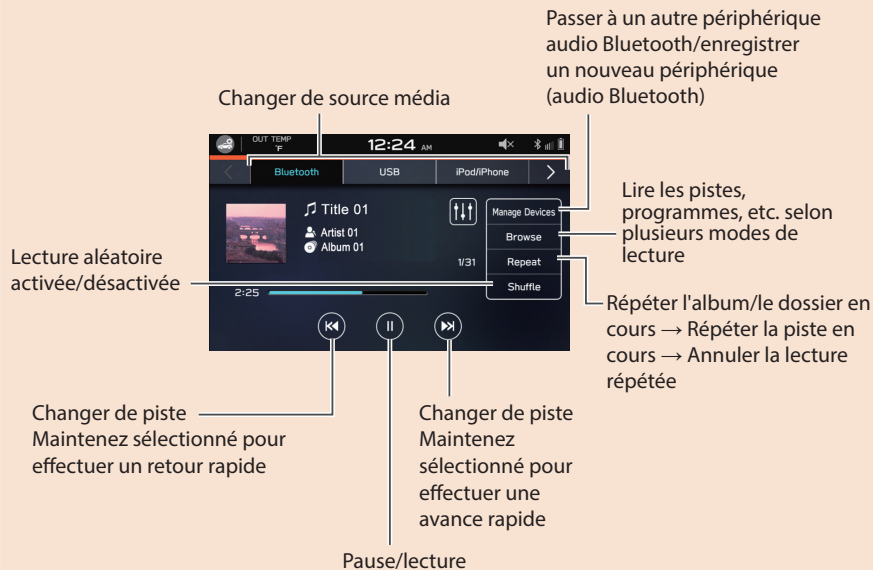 Passer à un autre périphérique
audio Bluetooth/enregistrer
un nouveau périphérique
(audio Bluetooth)
Changer de source média
OUT TEMP
°F
12:24 AM
Bluetooth
USB
iPod/iPhone
Title 01
Artist 01
Album 01
1/31
2:25
Manage Devices
Browse
Repeat
Shuffle
Lire les pistes,
programmes, etc. selon
plusieurs modes de
lecture
Lecture aléatoire
activée/désactivée
Répéter l'album/le dossier en
cours → Répéter la piste en
cours → Annuler la lecture
répétée
Changer de piste
Maintenez sélectionné pour
effectuer un retour rapide
Changer de piste
Maintenez
sélectionné pour
effectuer une
avance rapide
Pause/lecture